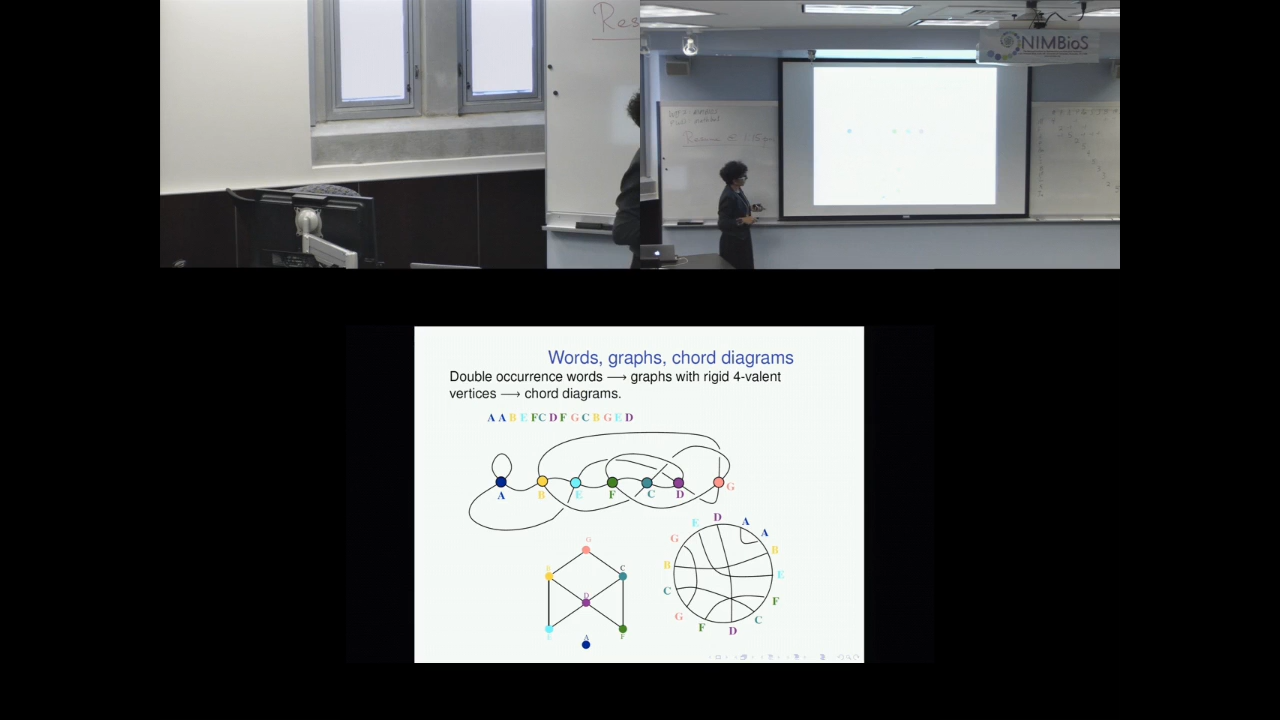 Res
NIMBioS
Words, graphs, chord diagrams
Double occurrence words → graphs with rigid 4-valent
vertices → chord diagrams.
A A B E F C D F G C B G E D
A B E F C D G
E D A A B E F C D F G C B G
G
B C
D
E A F